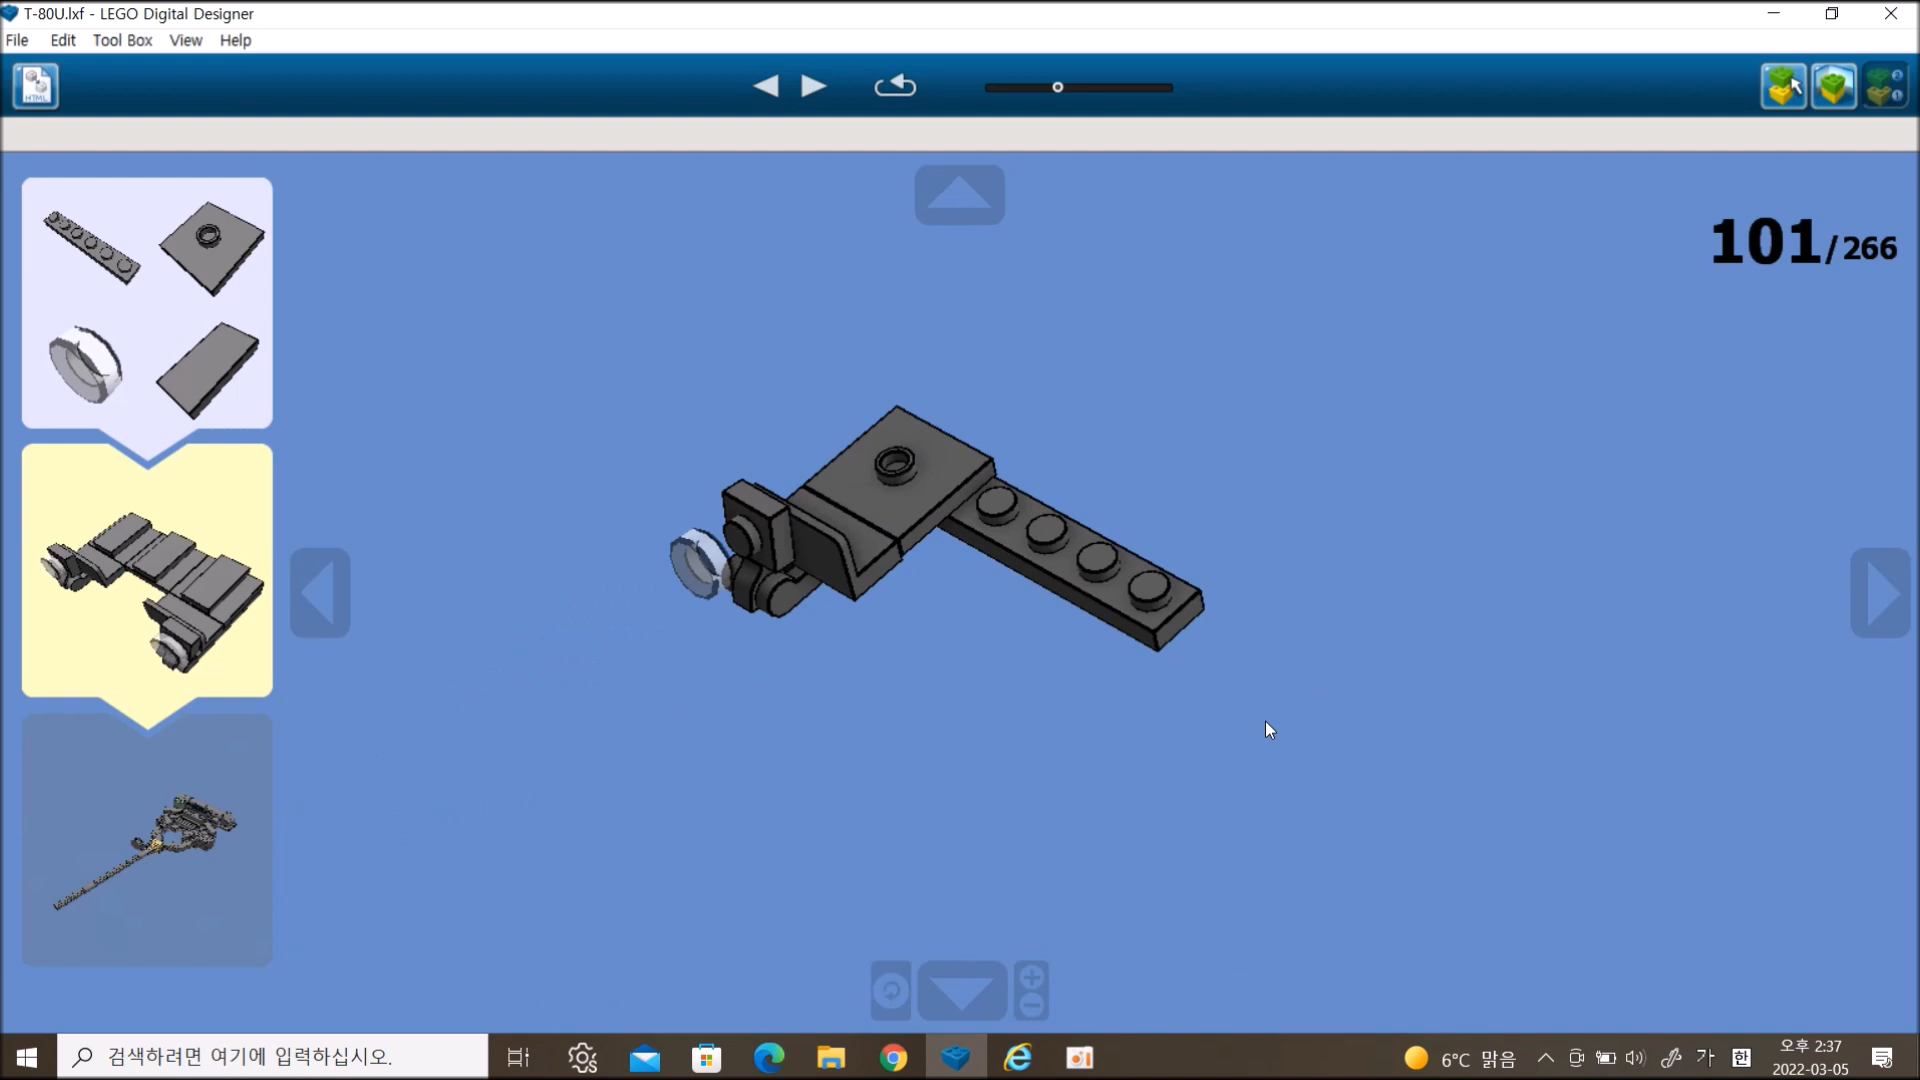 T-80U.lxf - LEGO Digital Designer
File Edit Tool Box View Help
HTML
101/266
검색하려면 여기에 입력하십시오.
6°C 맑음
가
한
오후 2:37
2022-03-05